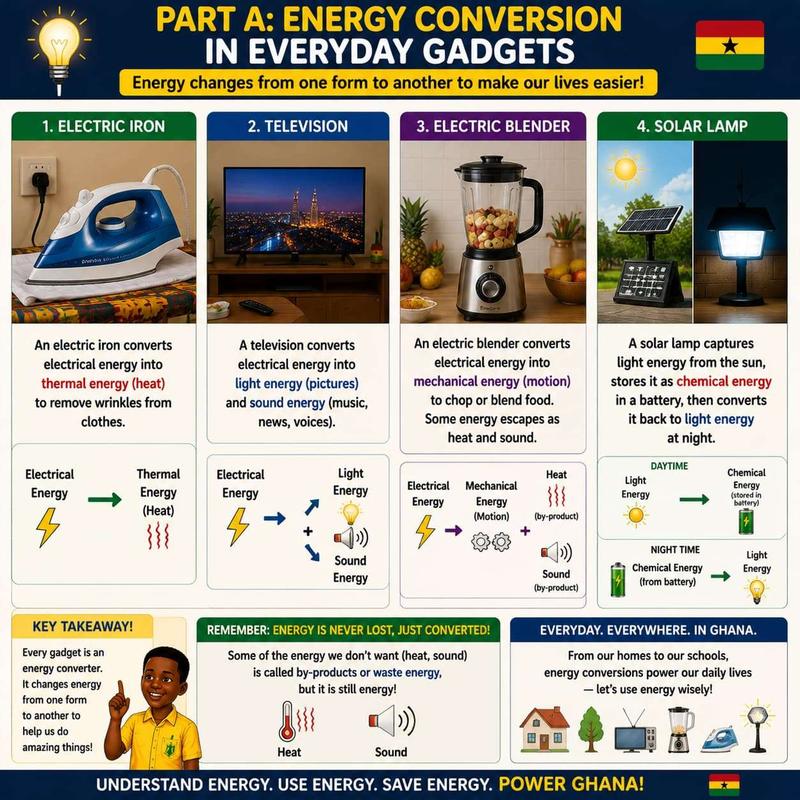 PART A: ENERGY CONVERSION
IN EVERYDAY GADGETS
Energy changes from one form to another to make our lives easier!
1. ELECTRIC IRON
An electric iron converts
electrical energy into
thermal energy (heat)
to remove wrinkles from
clothes.
Electrical
Energy
Thermal
Energy
(Heat)
2. TELEVISION
A television converts
electrical energy into
light energy (pictures)
and sound energy (music,
news, voices).
Electrical
Energy
Light
Energy
+
Sound
Energy
3. ELECTRIC BLENDER
An electric blender converts
electrical energy into
mechanical energy (motion)
to chop or blend food.
Some energy escapes as
heat and sound.
Electrical
Energy
Mechanical
Energy
(Motion)
+
Heat
(by-product)
Sound
(by-product)
4. SOLAR LAMP
A solar lamp captures
light energy from the sun,
stores it as chemical energy
in a battery, then converts
it back to light energy
at night.
DAYTIME
Light
Energy
Chemical
Energy
(stored in
battery)
NIGHT TIME
Chemical Energy
(from battery)
Light
Energy
KEY TAKEAWAY!
Every gadget is an
energy converter.
It changes energy
from one form
to another to
help us do
amazing things!
REMEMBER: ENERGY IS NEVER LOST, JUST CONVERTED!
Some of the energy we don't want (heat, sound)
is called by-products or waste energy,
but it is still energy!
Heat
Sound
EVERYDAY. EVERYWHERE. IN GHANA.
From our homes to our schools,
energy conversions power our daily lives
— let's use energy wisely!
UNDERSTAND ENERGY. USE ENERGY. SAVE ENERGY. POWER GHANA!